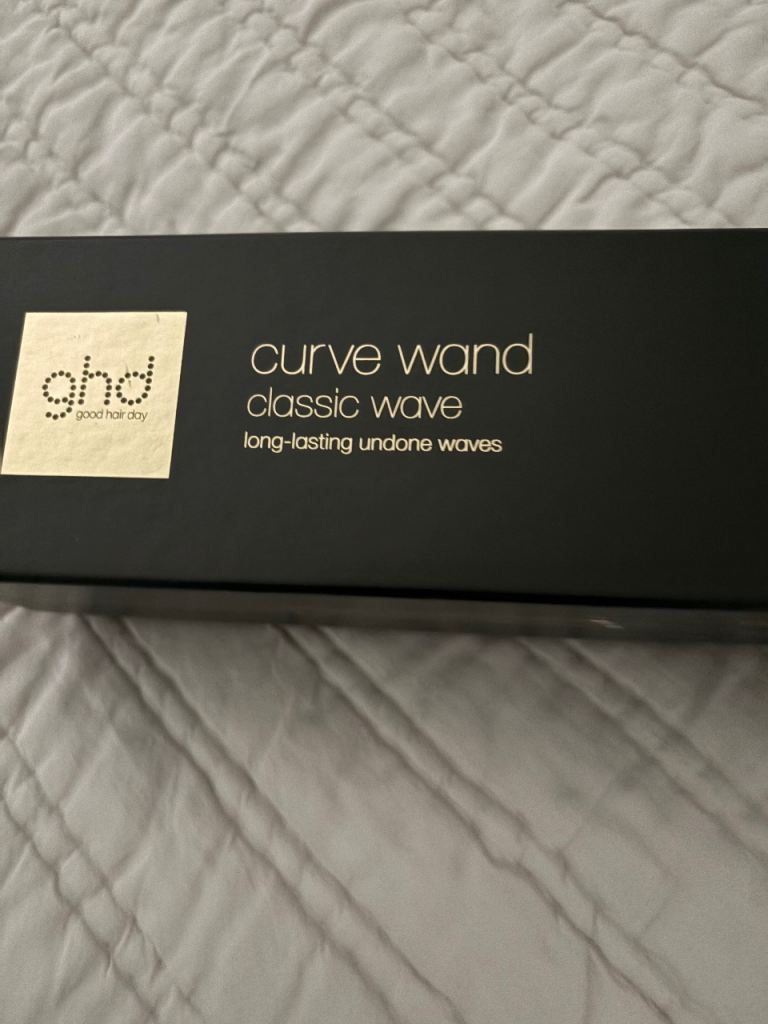 ghd
good hair day
curve wand
classic wave
long-lasting undone waves